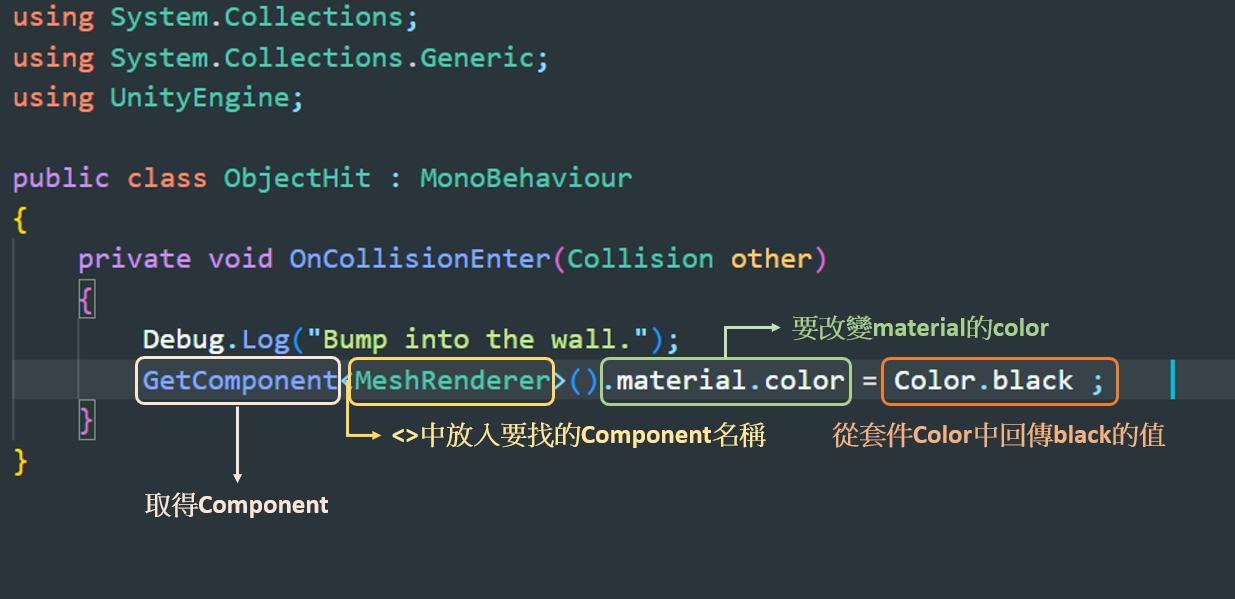 using System.Collections;
using System.Collections.Generic;
using UnityEngine;
public class ObjectHit : MonoBehaviour
{
private void OnCollisionEnter(Collision other)
{
Debug.Log("Bump into the wall.");
要改變material的color
GetComponent<MeshRenderer>().material.color = Color.black ;
}
<>中放入要找的Component名稱
從套件Color中回傳black的值
}
取得Component